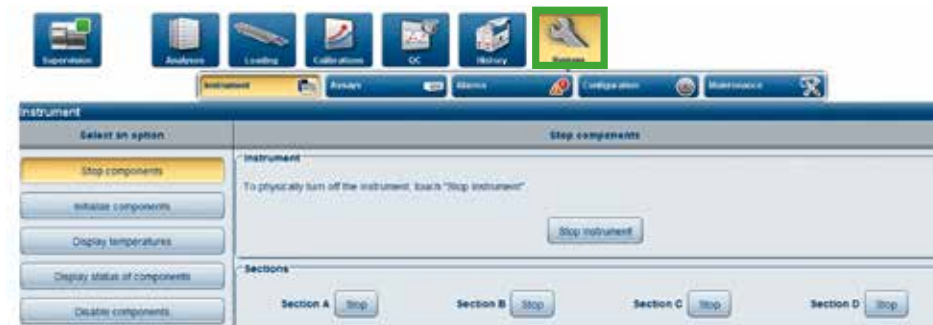 Supervision Analyses Loading Calibrations QC History System
Instrument Assays Alarms Configuration Maintenance
Instrument
Select an option
Stop components
Stop components
Instrument
To physically turn off the instrument, touch "Stop instrument"
Initialize components
Stop instrument
Display temperatures
Display status of components
Sections
Section A Stop Section B Stop Section C Stop Section D Stop
Disable components